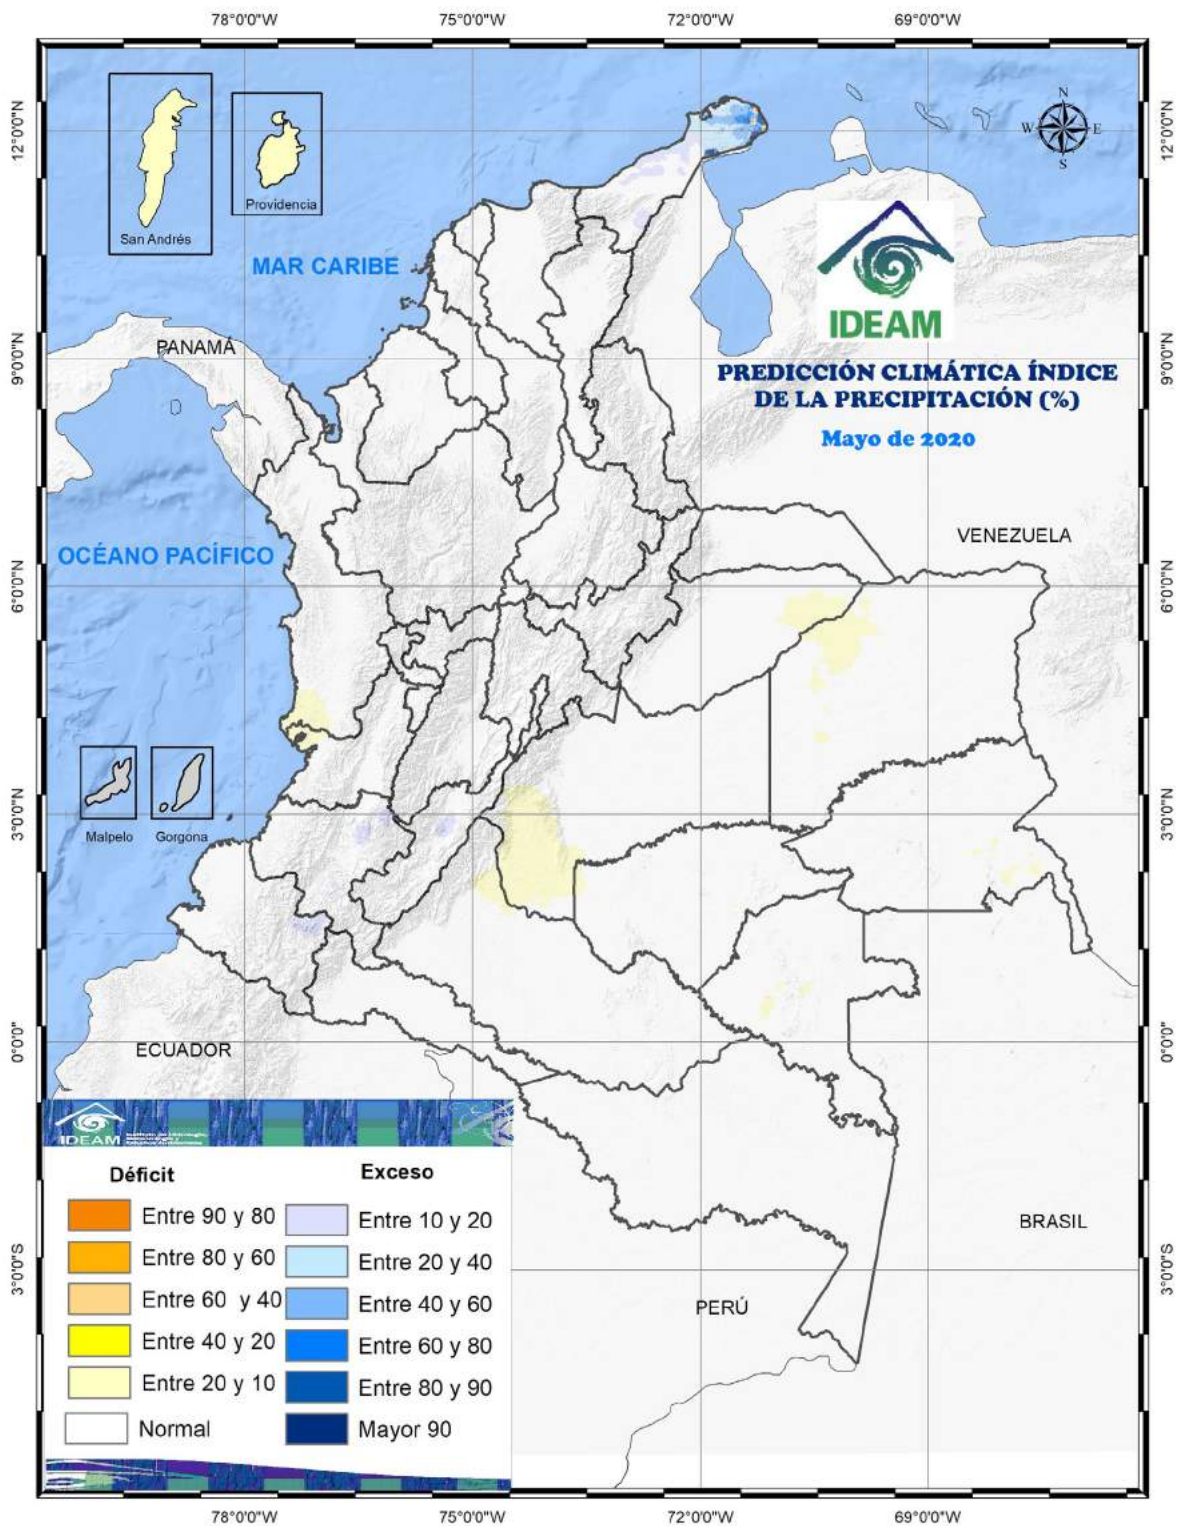 78°0'0"W
75°0'0"W
72°0'0"W
69°0'0"W
12°0'0"N
12°0'0"N
N
W
E
S
San Andrés
Providencia
MAR CARIBE
IDEAM
PANAMÁ
9°0'0"N
9°0'0"N
PREDICCIÓN CLIMÁTICA ÍNDICE
DE LA PRECIPITACIÓN (%)
Mayo de 2020
VENEZUELA
OCÉANO PACÍFICO
6°0'0"N
6°0'0"N
3°0'0"N
3°0'0"N
Malpelo
Gorgona
0°0'0"
0°0'0"
ECUADOR
IDEAM
Déficit
Entre 90 y 80
Entre 80 y 60
Entre 60 y 40
Entre 40 y 20
Entre 20 y 10
Normal
Exceso
Entre 10 y 20
Entre 20 y 40
Entre 40 y 60
Entre 60 y 80
Entre 80 y 90
Mayor 90
BRASIL
3°0'0"S
3°0'0"S
PERÚ
78°0'0"W
75°0'0"W
72°0'0"W
69°0'0"W